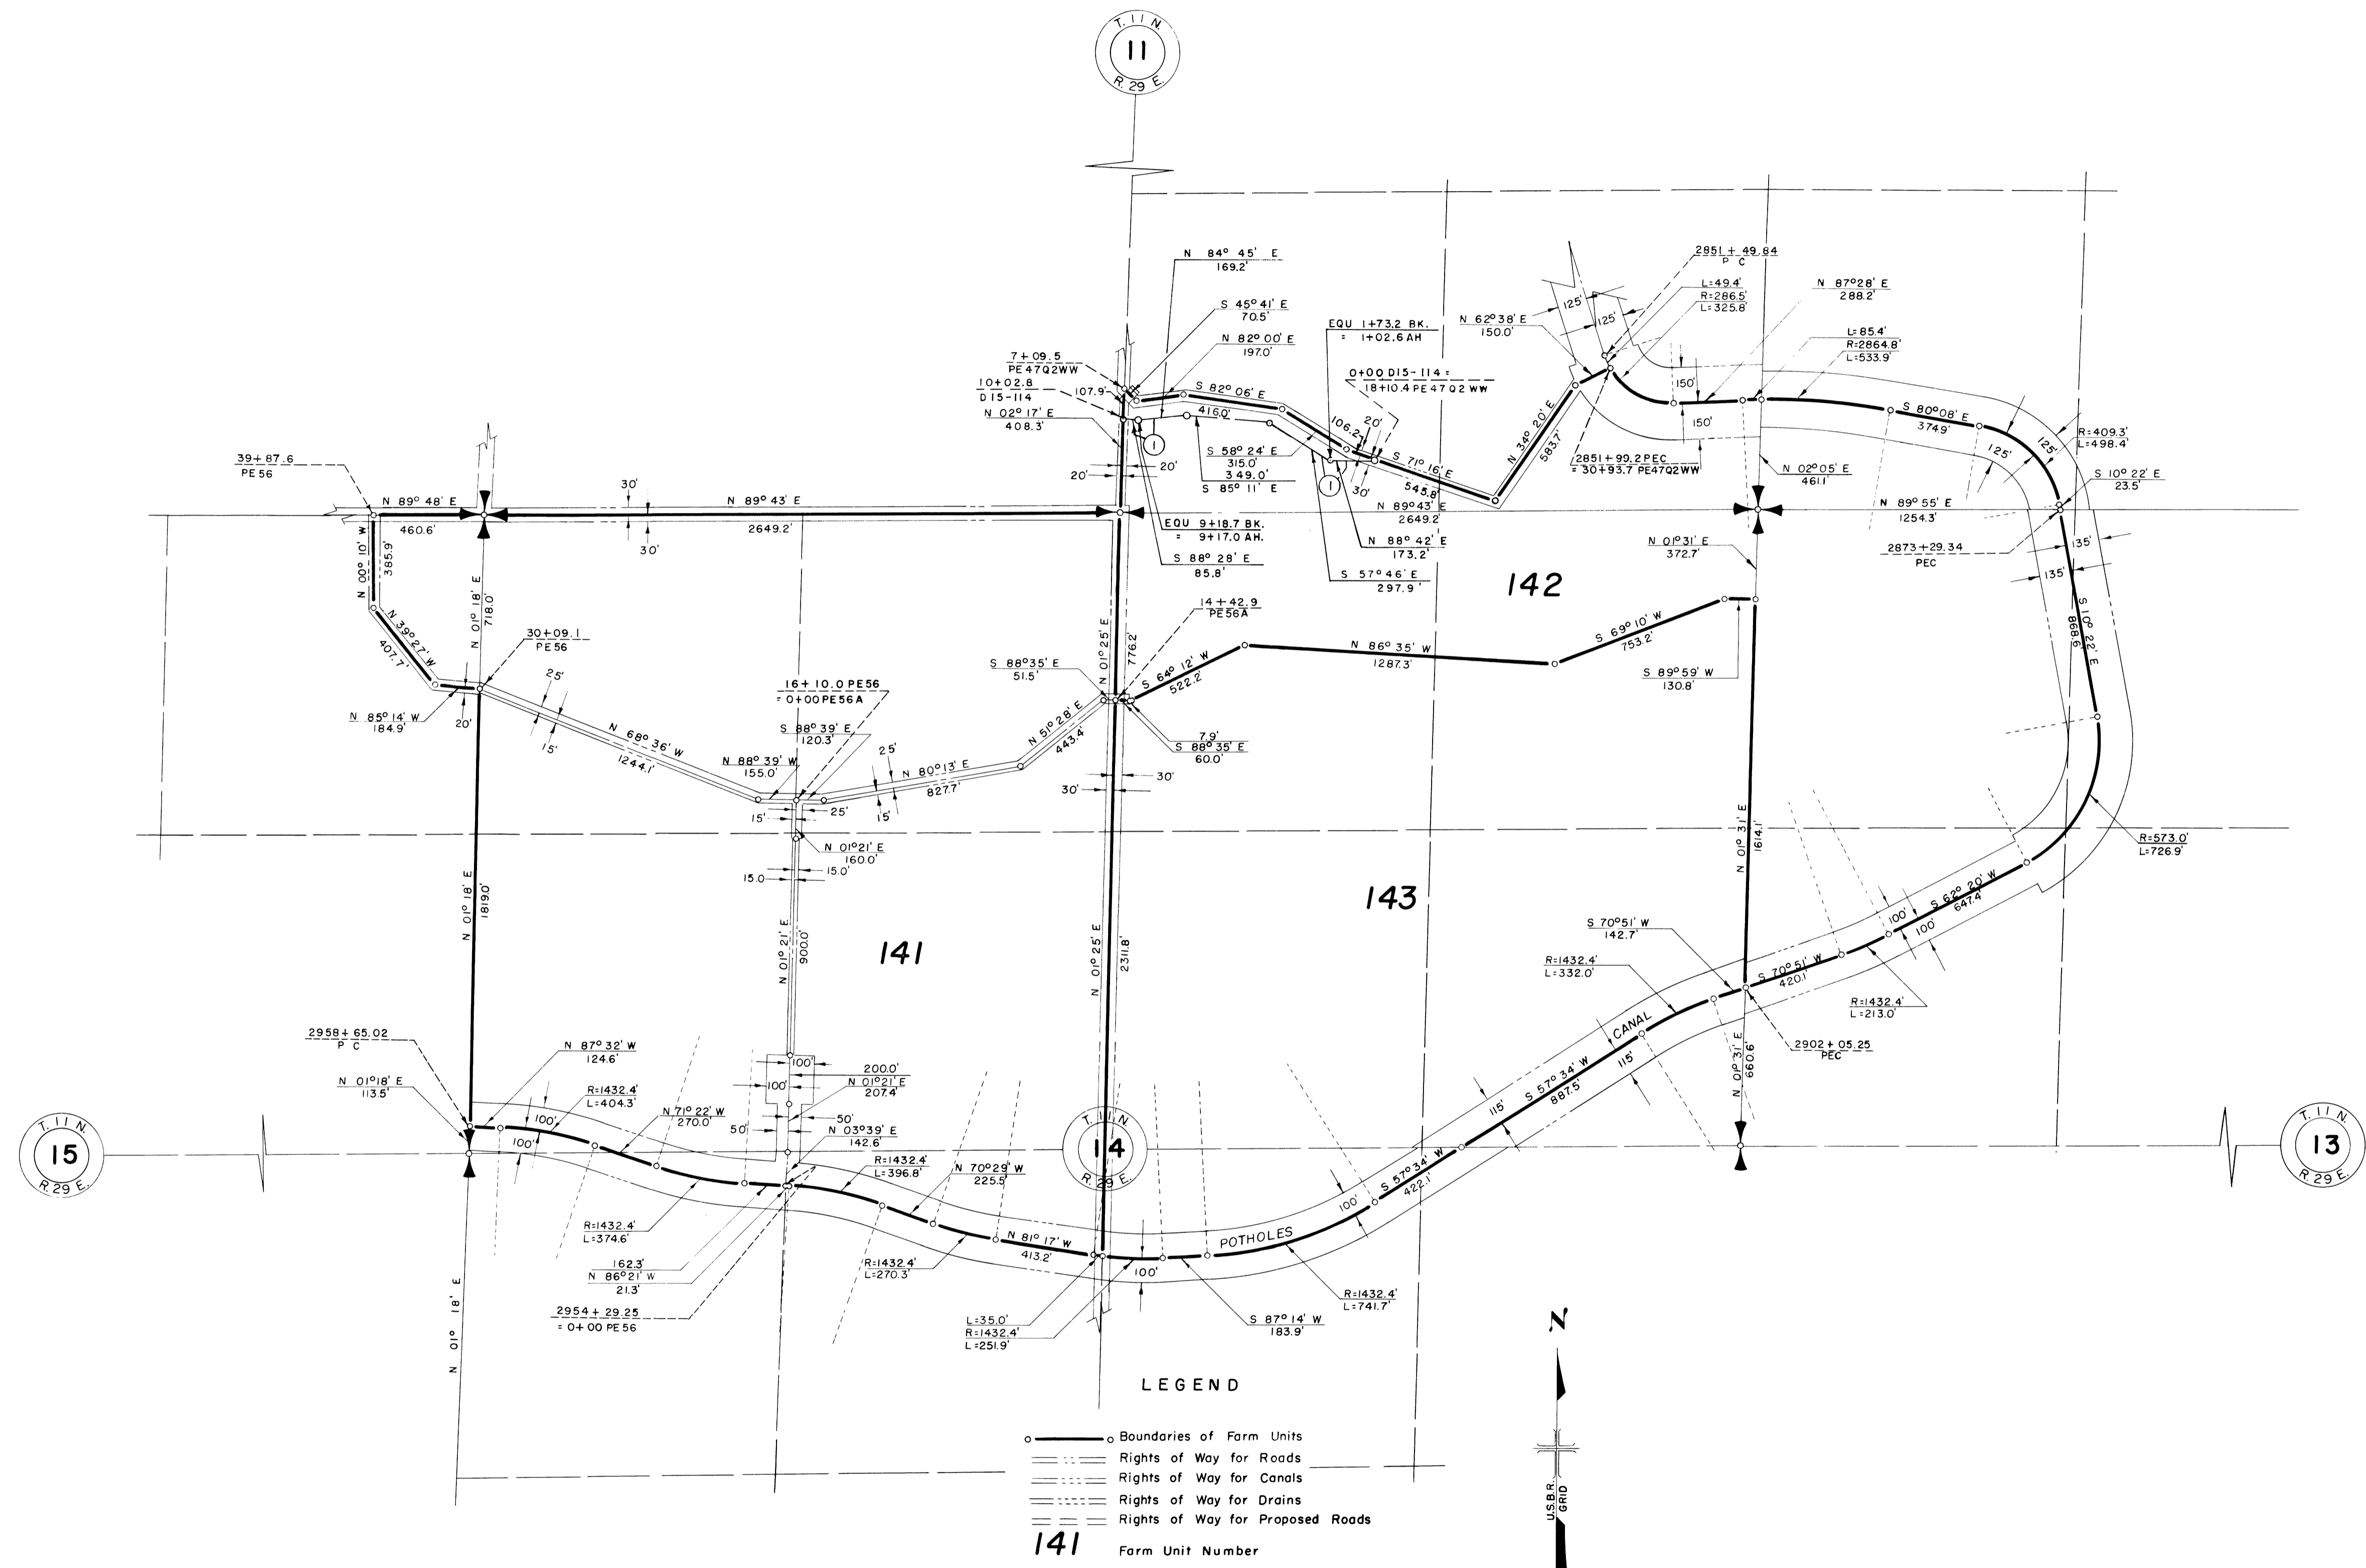 T. 11 N.
11
R. 29 E.
N 84° 45' E
169.2'
S 45° 41' E
70.5'
N 82° 00' E
197.0'
7+09.5
PE47Q2WW
10+02.8
D15-114
107.9'
N 02° 17' E
408.3'
S 82° 06' E
416.0'
EQU 1+73.2 BK.
= 1+02.6 AH
0+00 D15-114 =
18+10.4 PE47Q2WW
106.2'
20'
S 58° 24' E
315.0'
349.0'
S 85° 11' E
1
1
30'
20'
20'
S 71° 16' E
545.8'
N 34° 20' E
583.7'
N 62° 38' E
150.0'
125'
125'
2851+49.84
P C
L=49.4'
R=286.5'
L=325.8'
N 87°28' E
288.2'
L=85.4'
R=2864.8'
L=533.9'
150'
150'
2851+99.2 PEC
= 30+93.7 PE47Q2WW
S 80°08' E
374.9'
125'
125'
R=409.3'
L=498.4'
N 02°05' E
461.1'
S 10° 22' E
23.5'
39+87.6
PE 56
N 89° 48' E
460.6'
30'
30'
N 89° 43' E
2649.2'
EQU 9+18.7 BK.
= 9+17.0 AH.
S 88° 28' E
85.8'
N 89°43' E
2649.2'
N 88° 42' E
173.2'
S 57°46' E
297.9'
N 89° 55' E
1254.3'
N 01°31' E
372.7'
2873+29.34
PEC
135'
135'
S 10° 22' E
868.6'
N 00° 10' W
385.9'
N 39°27' W
407.7'
N 01° 18' E
718.0'
30+09.1
PE56
N 85° 14' W
184.9'
20'
25'
15'
N 68° 36' W
1244.1'
16+10.0 PE56
= 0+00 PE56A
S 88° 39' E
120.3'
N 88° 39' W
155.0'
25'
15'
N 80°13' E
827.7'
N 51° 28' E
443.4'
S 88°35' E
51.5'
N 01° 25' E
776.2'
14+42.9
PE56A
S 64° 12' W
522.2'
7.9'
S 88° 35' E
60.0'
30'
30'
142
N 86° 35' W
1287.3'
S 69° 10' W
753.2'
S 89° 59' W
130.8'
25'
15'
N 01°21' E
160.0'
15.0'
15.0
N 01° 18' E
1819.0'
N 01° 21' E
900.0'
141
143
N 01° 25' E
2311.8'
N 01° 31' E
1614.1'
R=573.0'
L=726.9'
100'
100'
S 62° 20' W
647.4'
S 70°51' W
142.7'
S 70°51' W
420.1'
R=1432.4'
L=213.0'
R=1432.4'
L=332.0'
2902+05.25
PEC
N 01°31' E
660.6'
CANAL
115'
115'
S 57° 34' W
887.5'
2958+65.02
P C
N 87° 32' W
124.6'
N 01°18' E
113.5'
R=1432.4'
L=404.3'
100'
100'
N 71° 22' W
270.0'
100'
100'
200.0'
N 01°21' E
207.4'
50'
50'
N 03°39' E
142.6'
R=1432.4'
L=396.8'
N 70°29' W
225.5'
T. 11 N.
15
R. 29 E.
T. 11 N.
14
R. 29 E.
T. 11 N.
13
R. 29 E.
S 57°34' W
422.1'
100'
R=1432.4'
L=374.6'
162.3'
N 86°21' W
21.3'
2954+29.25
= 0+00 PE56
R=1432.4'
L=270.3'
N 81° 17' W
413.2'
100'
POTHOLES
L=35.0'
R=1432.4'
L=251.9'
S 87°14' W
183.9'
R=1432.4'
L=741.7'
N 01° 18' E
N
U.S.B.R.
GRID
LEGEND
Boundaries of Farm Units
Rights of Way for Roads
Rights of Way for Canals
Rights of Way for Drains
Rights of Way for Proposed Roads
141 Farm Unit Number